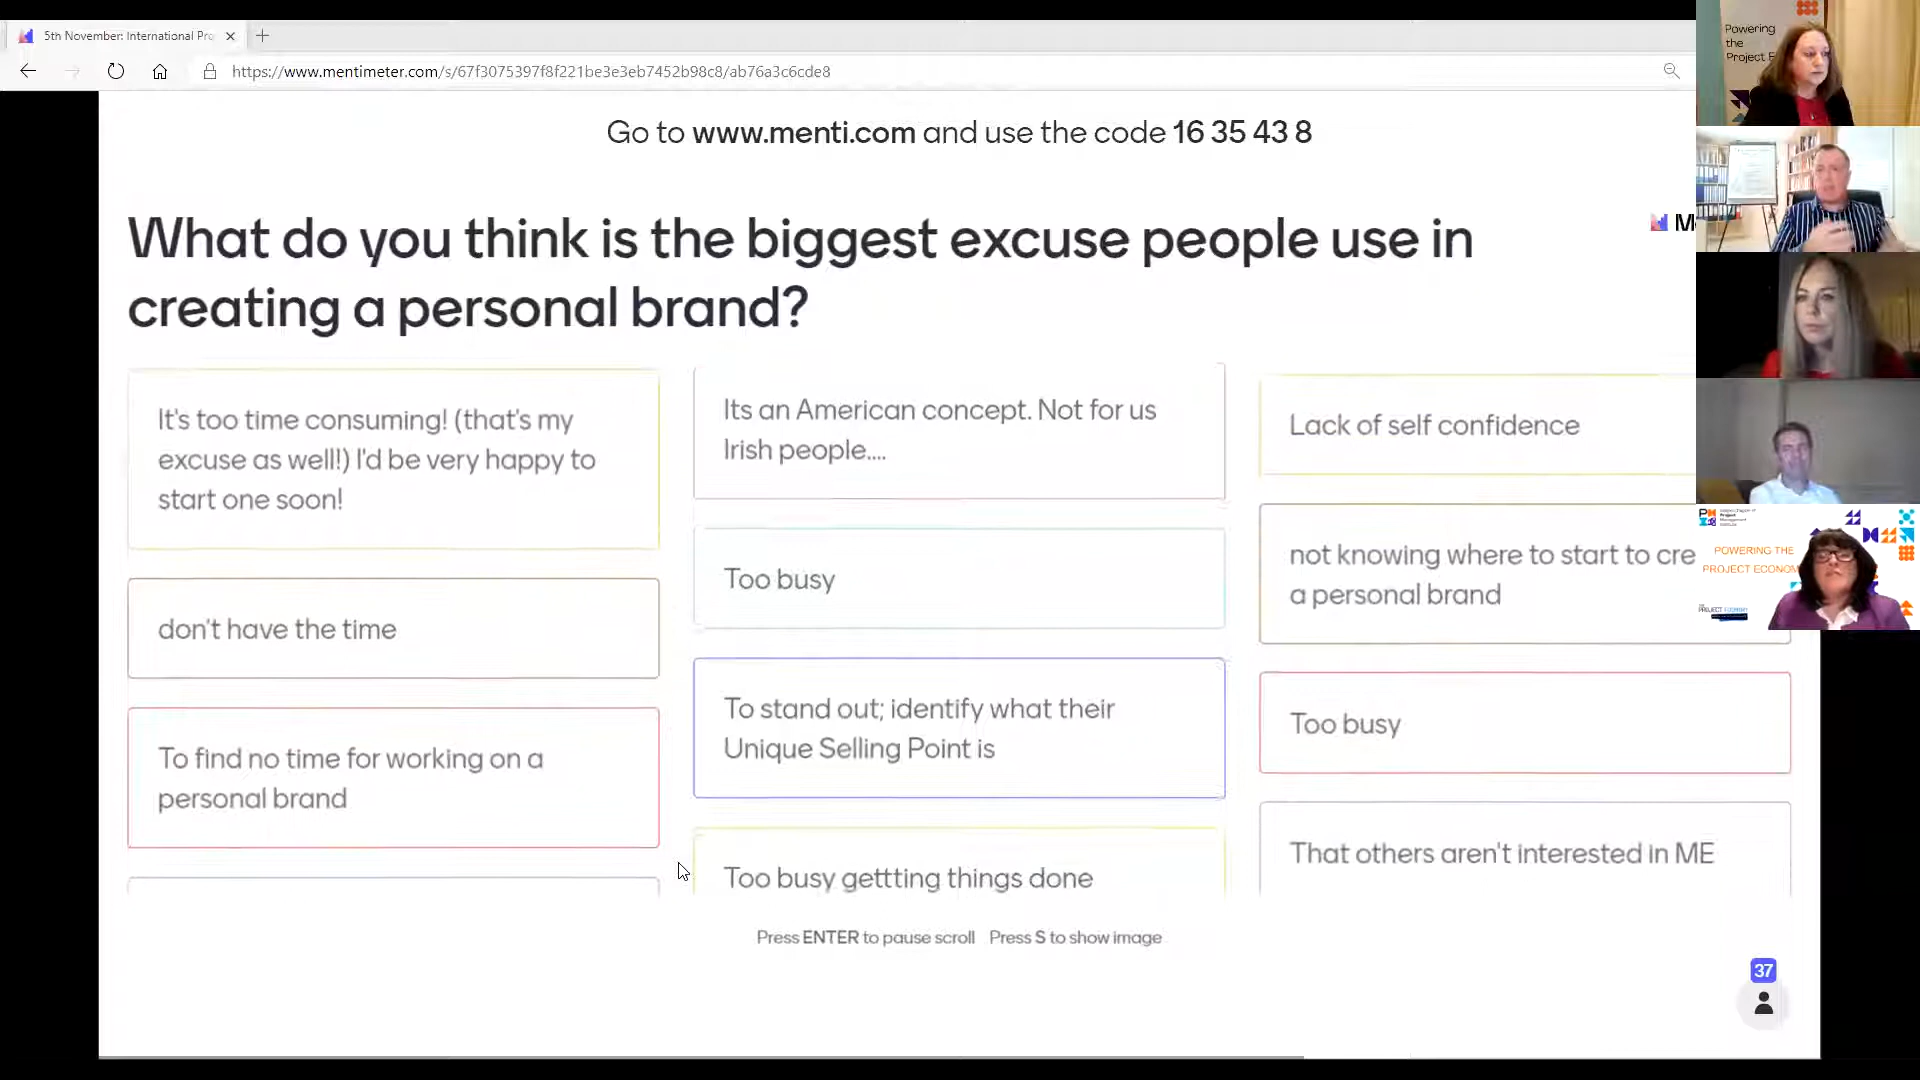 5th November: International Pro
https://www.mentimeter.com/s/67f3075397f8f221be3e3eb7452b98c8/ab76a3c6cde8
Go to www.menti.com and use the code 16 35 43 8
What do you think is the biggest excuse people use in
creating a personal brand?
It's too time consuming! (that's my
excuse as well!) I'd be very happy to
start one soon!
don't have the time
To find no time for working on a
personal brand
Its an American concept. Not for us
Irish people....
Too busy
To stand out; identify what their
Unique Selling Point is
Too busy gettting things done
Lack of self confidence
not knowing where to start to cre
a personal brand
Too busy
That others aren't interested in ME
Press ENTER to pause scroll Press S to show image
37
M
Powering
the
Project E
POWERING THE
PROJECT ECONOM